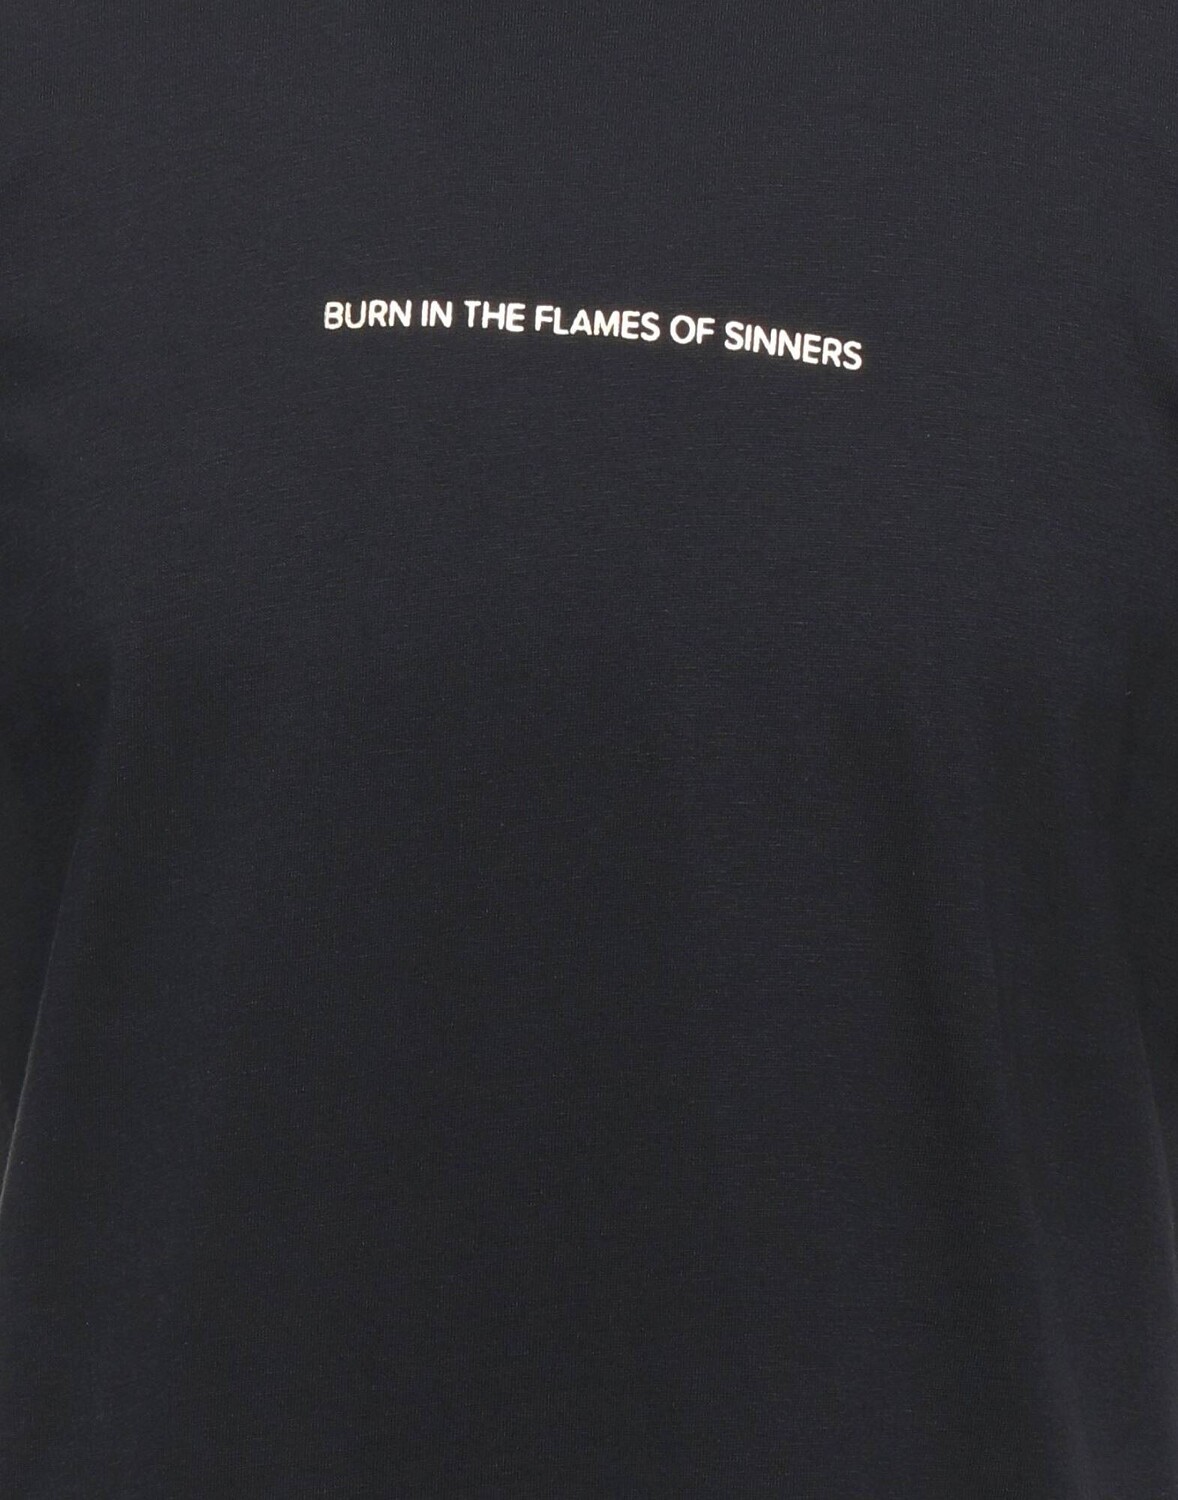 BURN IN THE FLAMES OF SINNERS